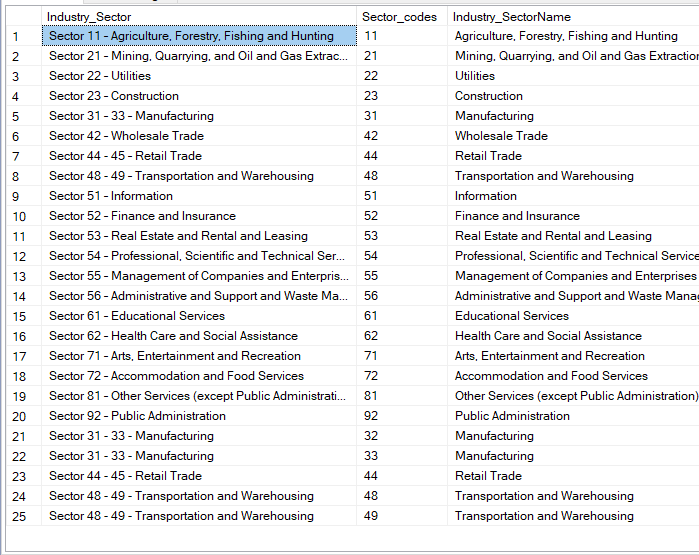 Industry_Sector Sector_codes Industry_SectorName
1 Sector 11 - Agriculture, Forestry, Fishing and Hunting 11 Agriculture, Forestry, Fishing and Hunting
2 Sector 21 – Mining, Quarrying, and Oil and Gas Extrac... 21 Mining, Quarrying, and Oil and Gas Extraction
3 Sector 22 – Utilities 22 Utilities
4 Sector 23 – Construction 23 Construction
5 Sector 31 - 33 – Manufacturing 31 Manufacturing
6 Sector 42 – Wholesale Trade 42 Wholesale Trade
7 Sector 44 - 45 – Retail Trade 44 Retail Trade
8 Sector 48 - 49 – Transportation and Warehousing 48 Transportation and Warehousing
9 Sector 51 – Information 51 Information
10 Sector 52 – Finance and Insurance 52 Finance and Insurance
11 Sector 53 – Real Estate and Rental and Leasing 53 Real Estate and Rental and Leasing
12 Sector 54 – Professional, Scientific and Technical Ser... 54 Professional, Scientific and Technical Service
13 Sector 55 – Management of Companies and Enterpris... 55 Management of Companies and Enterprises
14 Sector 56 – Administrative and Support and Waste Ma... 56 Administrative and Support and Waste Mana
15 Sector 61 – Educational Services 61 Educational Services
16 Sector 62 – Health Care and Social Assistance 62 Health Care and Social Assistance
17 Sector 71 – Arts, Entertainment and Recreation 71 Arts, Entertainment and Recreation
18 Sector 72 – Accommodation and Food Services 72 Accommodation and Food Services
19 Sector 81 – Other Services (except Public Administrati... 81 Other Services (except Public Administration)
20 Sector 92 – Public Administration 92 Public Administration
21 Sector 31 - 33 – Manufacturing 32 Manufacturing
22 Sector 31 - 33 – Manufacturing 33 Manufacturing
23 Sector 44 - 45 – Retail Trade 44 Retail Trade
24 Sector 48 - 49 – Transportation and Warehousing 48 Transportation and Warehousing
25 Sector 48 - 49 – Transportation and Warehousing 49 Transportation and Warehousing